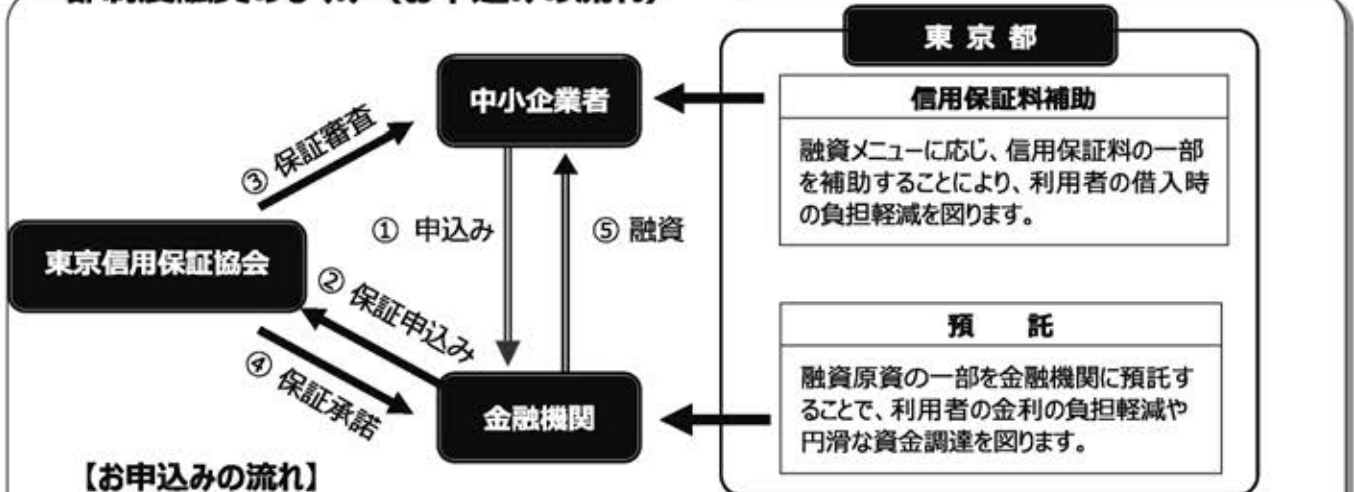 東京都
中小企業者
信用保証料補助
融資メニューに応じ、信用保証料の一部
を補助することにより、利用者の借入時
の負担軽減を図ります。
③ 保証審査
① 申込み
⑤ 融資
東京信用保証協会
② 保証申込み
④ 保証承諾
金融機関
預 託
融資原資の一部を金融機関に預託す
ることで、利用者の金利の負担軽減や
円滑な資金調達を図ります。
【お申込みの流れ】